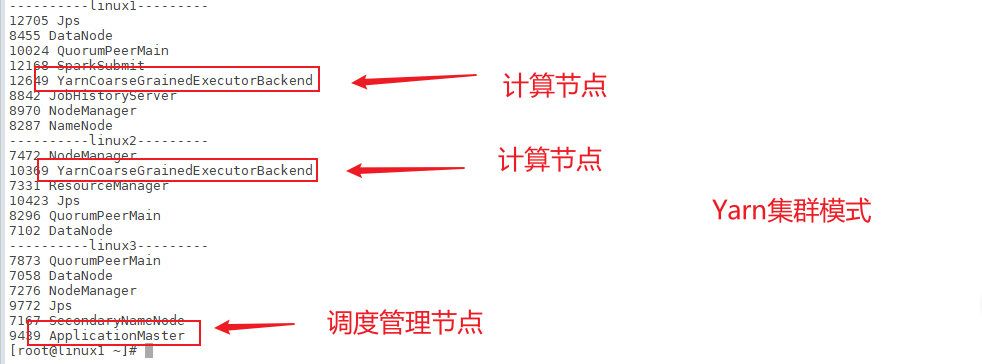 ----------linux1---------
12705 Jps
8455 DataNode
10024 QuorumPeerMain
12168 SparkSubmit
12649 YarnCoarseGrainedExecutorBackend
计算节点
8842 JobHistoryServer
8970 NodeManager
8287 NameNode
----------linux2---------
7472 NodeManager
计算节点
10369 YarnCoarseGrainedExecutorBackend
7331 ResourceManager
10423 Jps
Yarn集群模式
8296 QuorumPeerMain
7102 DataNode
----------linux3---------
7873 QuorumPeerMain
7058 DataNode
7276 NodeManager
9772 Jps
7167 SecondaryNameNode
调度管理节点
9439 ApplicationMaster
[root@linux1 ~]#